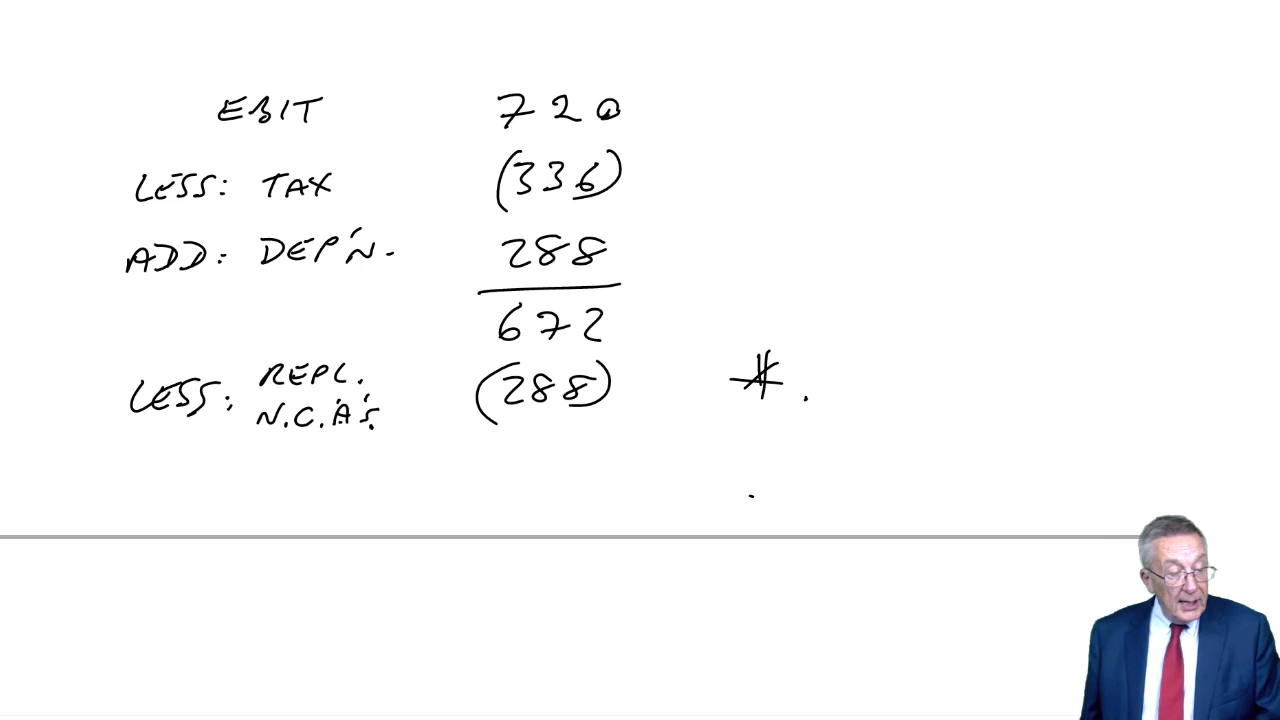 EBIT 720
LESS: TAX (336)
ADD: DEP'N. 288
672
LESS: REPL. N.C.A's. (288) *